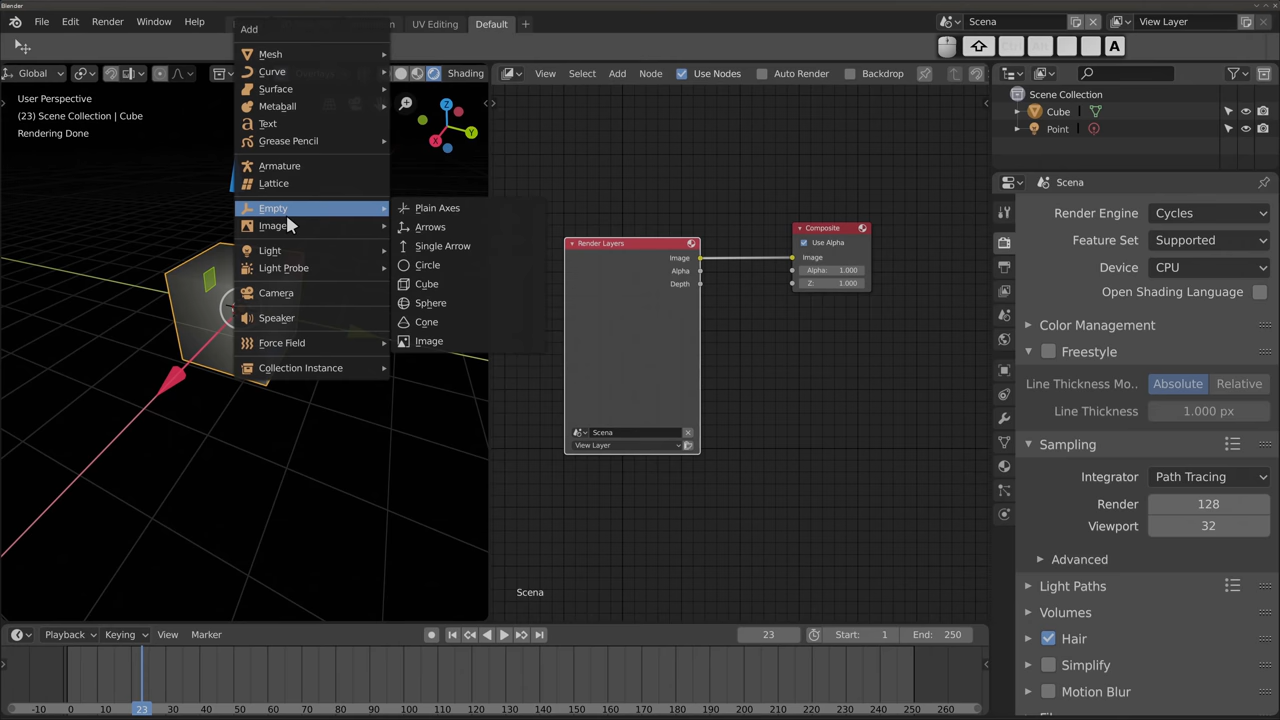 Blender
File Edit Render Window Help
UV Editing Default +
Scena
View Layer
Ctrl Alt A
Global
Shading
View Select Add Node Use Nodes Auto Render Backdrop
User Perspective
(23) Scene Collection | Cube
Rendering Done
Z
Y
X
Add
Mesh
Curve
Surface
Metaball
Text
Grease Pencil
Armature
Lattice
Empty
Image
Light
Light Probe
Camera
Speaker
Force Field
Collection Instance
Plain Axes
Arrows
Single Arrow
Circle
Cube
Sphere
Cone
Image
Render Layers
Image
Alpha
Depth
Scena
View Layer
Composite
Use Alpha
Image
Alpha: 1.000
Z: 1.000
Scena
Scene Collection
Cube
Point
Scena
Render Engine Cycles
Feature Set Supported
Device CPU
Open Shading Language
Color Management
Freestyle
Line Thickness Mo.. Absolute Relative
Line Thickness 1.000 px
Sampling
Integrator Path Tracing
Render 128
Viewport 32
Advanced
Light Paths
Volumes
Hair
Simplify
Motion Blur
Playback Keying View Marker
23 Start: 1 End: 250
-10 0 10 23 30 40 50 60 70 80 90 100 110 120 130 140 150 160 170 180 190 200 210 220 230 240 250 260